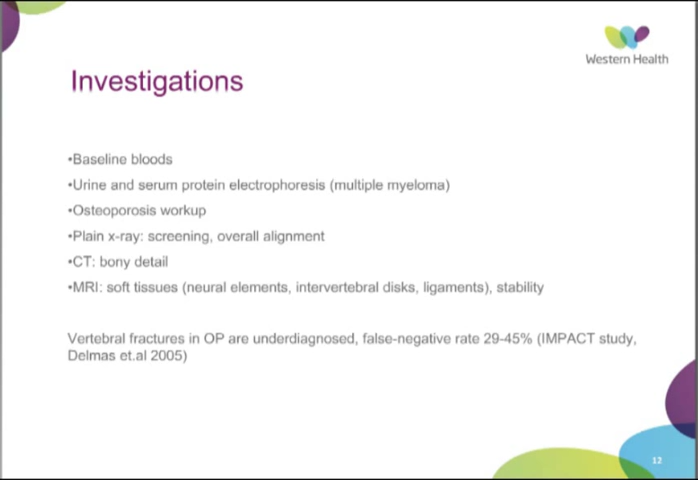 Western Health
Investigations
•Baseline bloods
•Urine and serum protein electrophoresis (multiple myeloma)
•Osteoporosis workup
•Plain x-ray: screening, overall alignment
•CT: bony detail
•MRI: soft tissues (neural elements, intervertebral disks, ligaments), stability
Vertebral fractures in OP are underdiagnosed, false-negative rate 29-45% (IMPACT study,
Delmas et.al 2005)
12